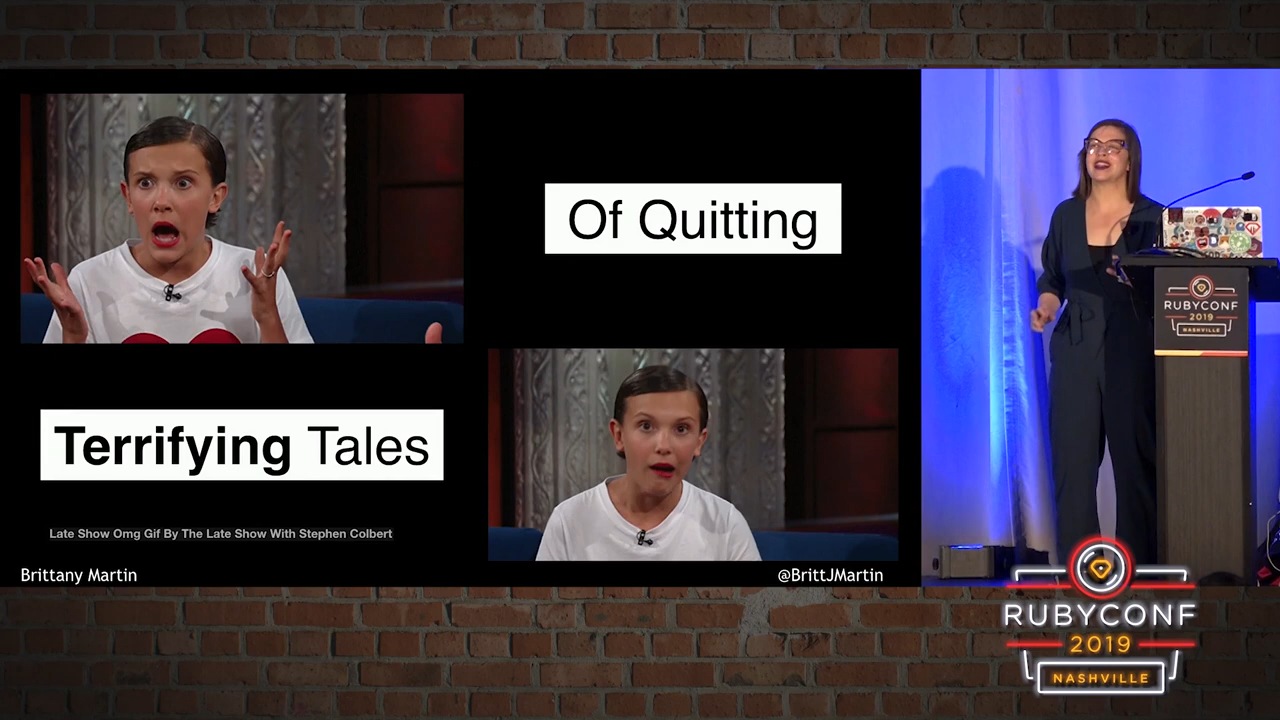 Of Quitting
Terrifying Tales
Late Show Omg Gif By The Late Show With Stephen Colbert
Brittany Martin
@BrittJMartin
RUBYCONF
2019
NASHVILLE
RUBYCONF
2019
NASHVILLE